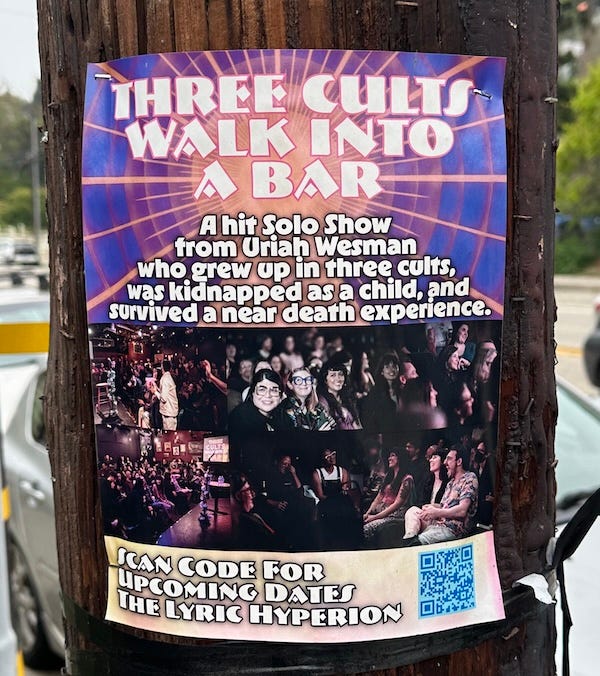 THREE CULTS
WALK INTO
A BAR
A hit Solo Show
from Uriah Wesman
who grew up in three cults,
was kidnapped as a child, and
survived a near death experience.
SCAN CODE FOR
UPCOMING DATES
THE LYRIC HYPERION